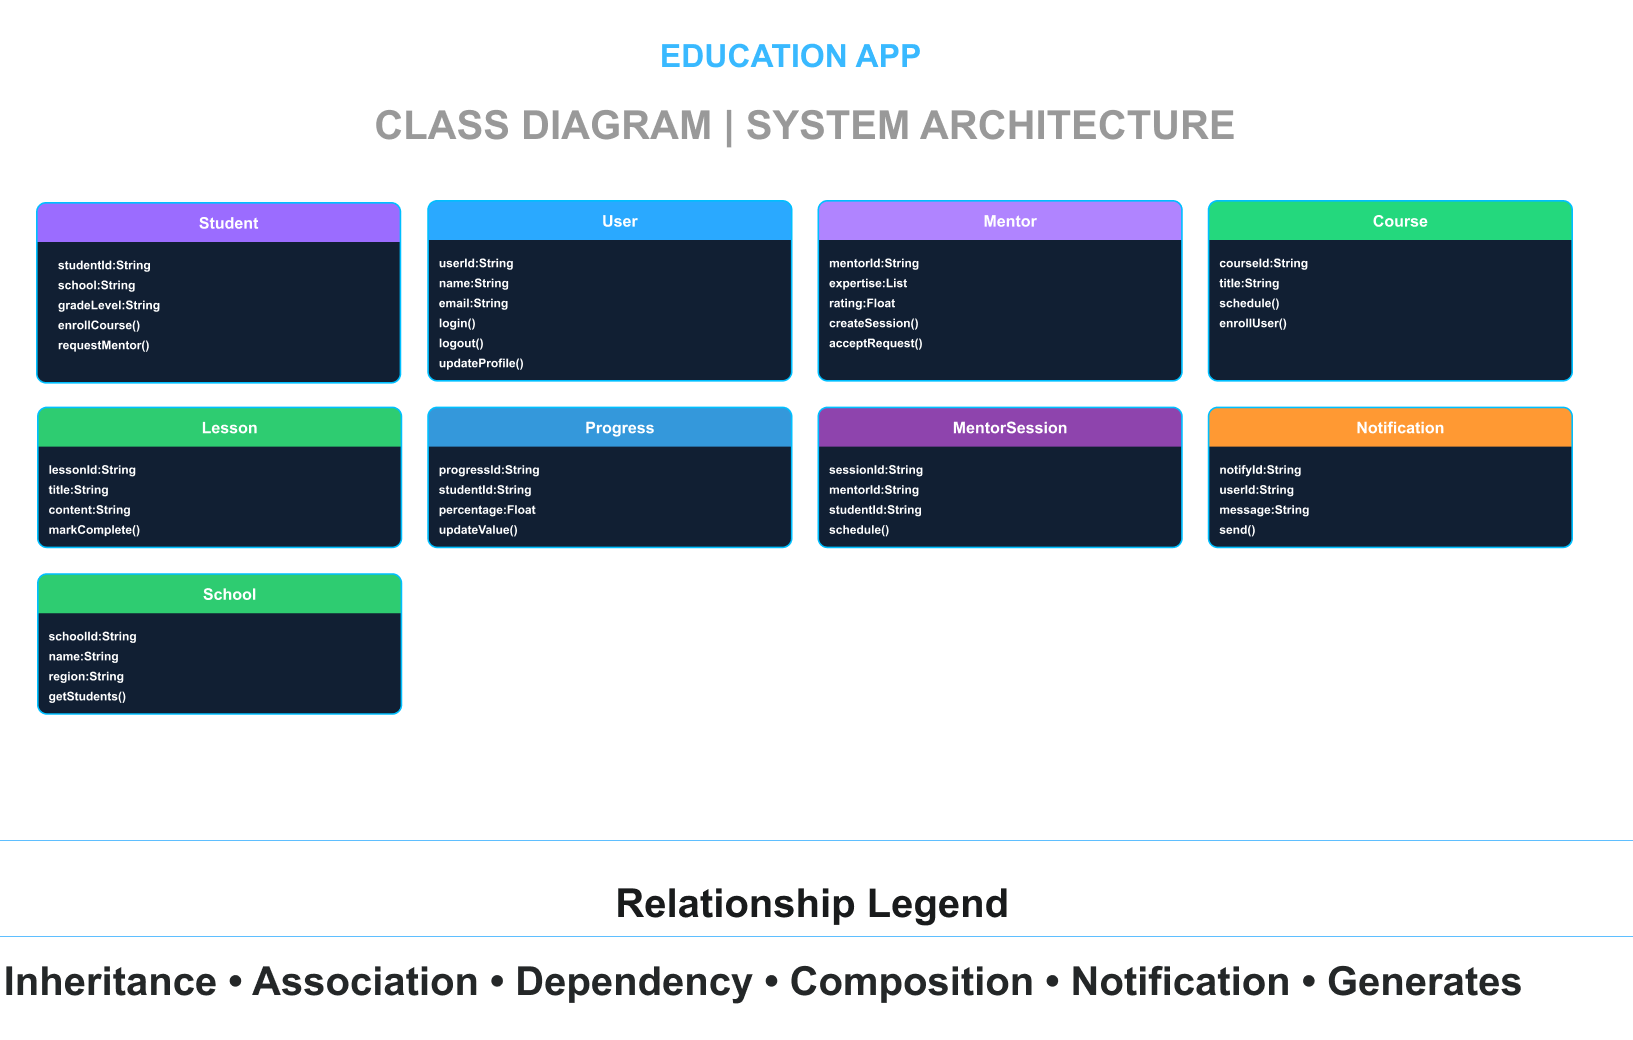 EDUCATION APP
CLASS DIAGRAM | SYSTEM ARCHITECTURE
Student
studentId:String
school:String
gradeLevel:String
enrollCourse()
requestMentor()
User
userId:String
name:String
email:String
login()
logout()
updateProfile()
Mentor
mentorId:String
expertise:List
rating:Float
createSession()
acceptRequest()
Course
courseId:String
title:String
schedule()
enrollUser()
Lesson
lessonId:String
title:String
content:String
markComplete()
Progress
progressId:String
studentId:String
percentage:Float
updateValue()
MentorSession
sessionId:String
mentorId:String
studentId:String
schedule()
Notification
notifyId:String
userId:String
message:String
send()
School
schoolId:String
name:String
region:String
getStudents()
Relationship Legend
Inheritance • Association • Dependency • Composition • Notification • Generates